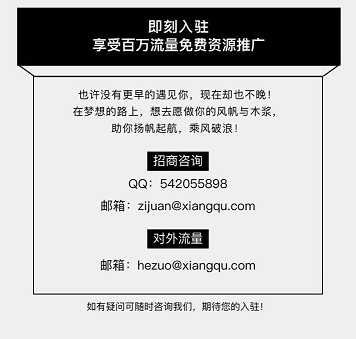 即刻入驻
享受百万流量免费资源推广
也许没有更早的遇见你，现在却也不晚！
在梦想的路上，想去愿做你的风帆与木浆，
助你扬帆起航，乘风破浪！
招商咨询
QQ：542055898
邮箱：zijuan@xiangqu.com
对外流量
邮箱：hezuo@xiangqu.com
如有疑问可随时咨询我们，期待您的入驻！